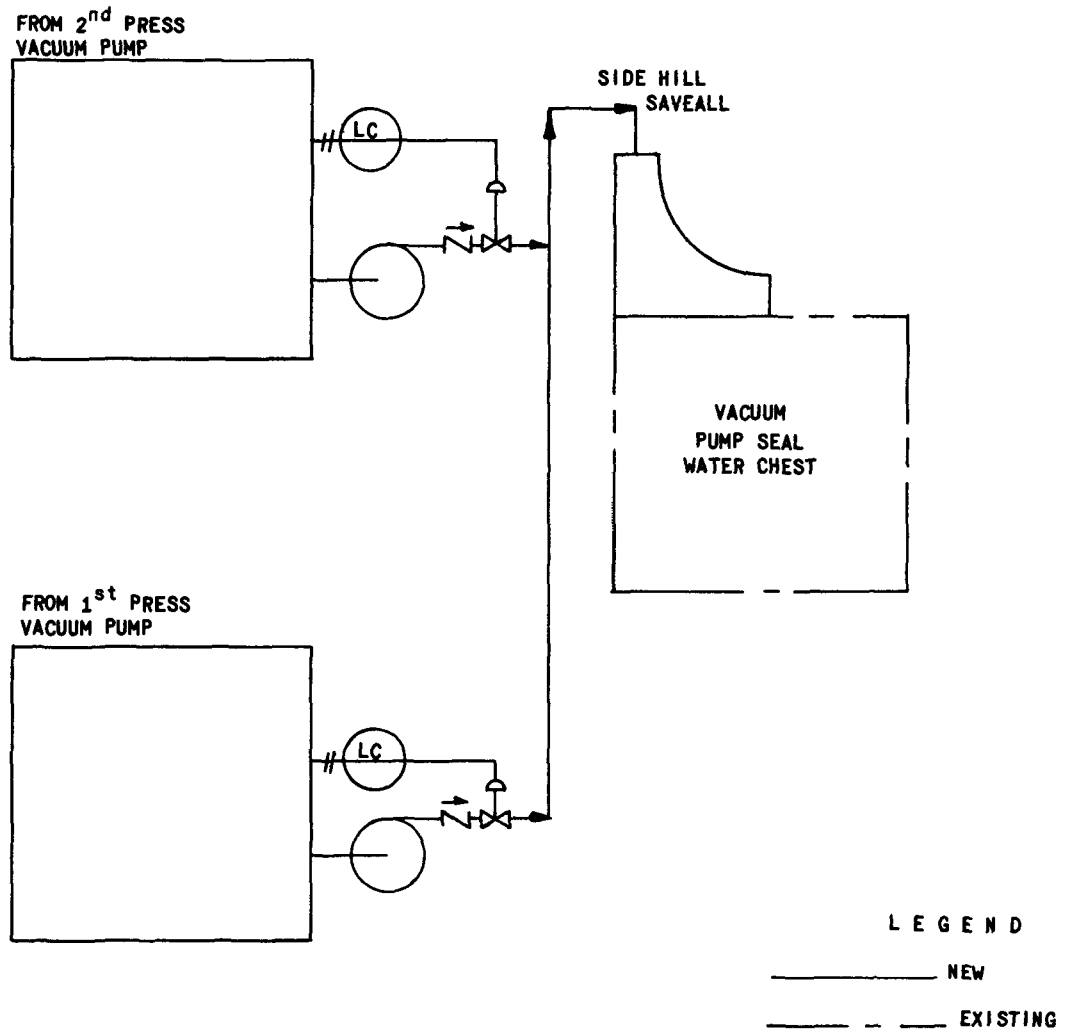 FROM 2nd PRESS
VACUUM PUMP
SIDE HILL
SAVEALL
LC
VACUUM
PUMP SEAL
WATER CHEST
FROM 1st PRESS
VACUUM PUMP
LC
LEGEND
NEW
EXISTING